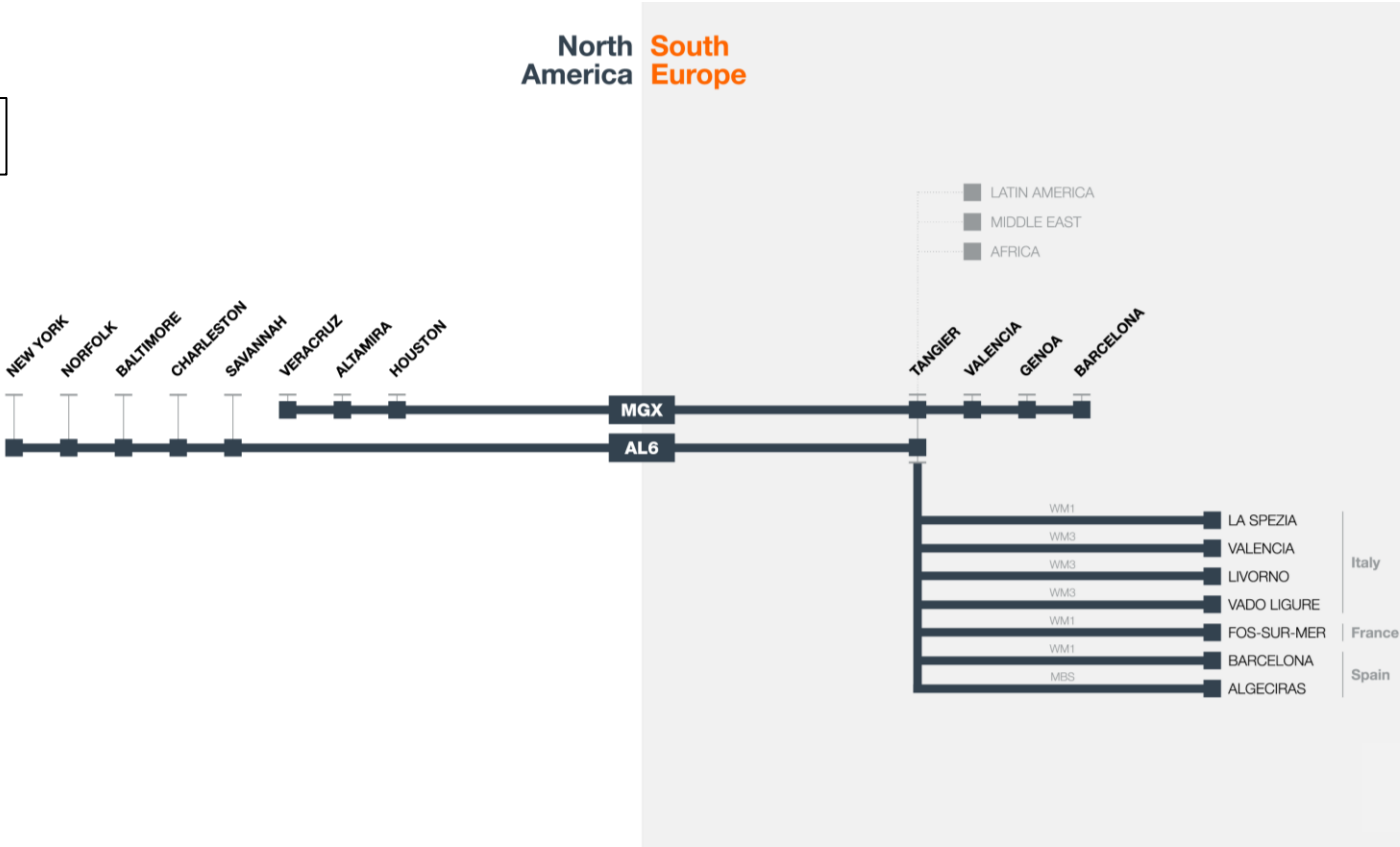 North South
America Europe
LATIN AMERICA
MIDDLE EAST
AFRICA
NEW YORK
NORFOLK
BALTIMORE
CHARLESTON
SAVANNAH
VERACRUZ
ALTAMIRA
HOUSTON
TANGIER
VALENCIA
GENOA
BARCELONA
MGX
AL6
WM1
LA SPEZIA
WM3
VALENCIA
Italy
WM3
LIVORNO
WM3
VADO LIGURE
WM1
FOS-SUR-MER
France
WM1
BARCELONA
Spain
MBS
ALGECIRAS